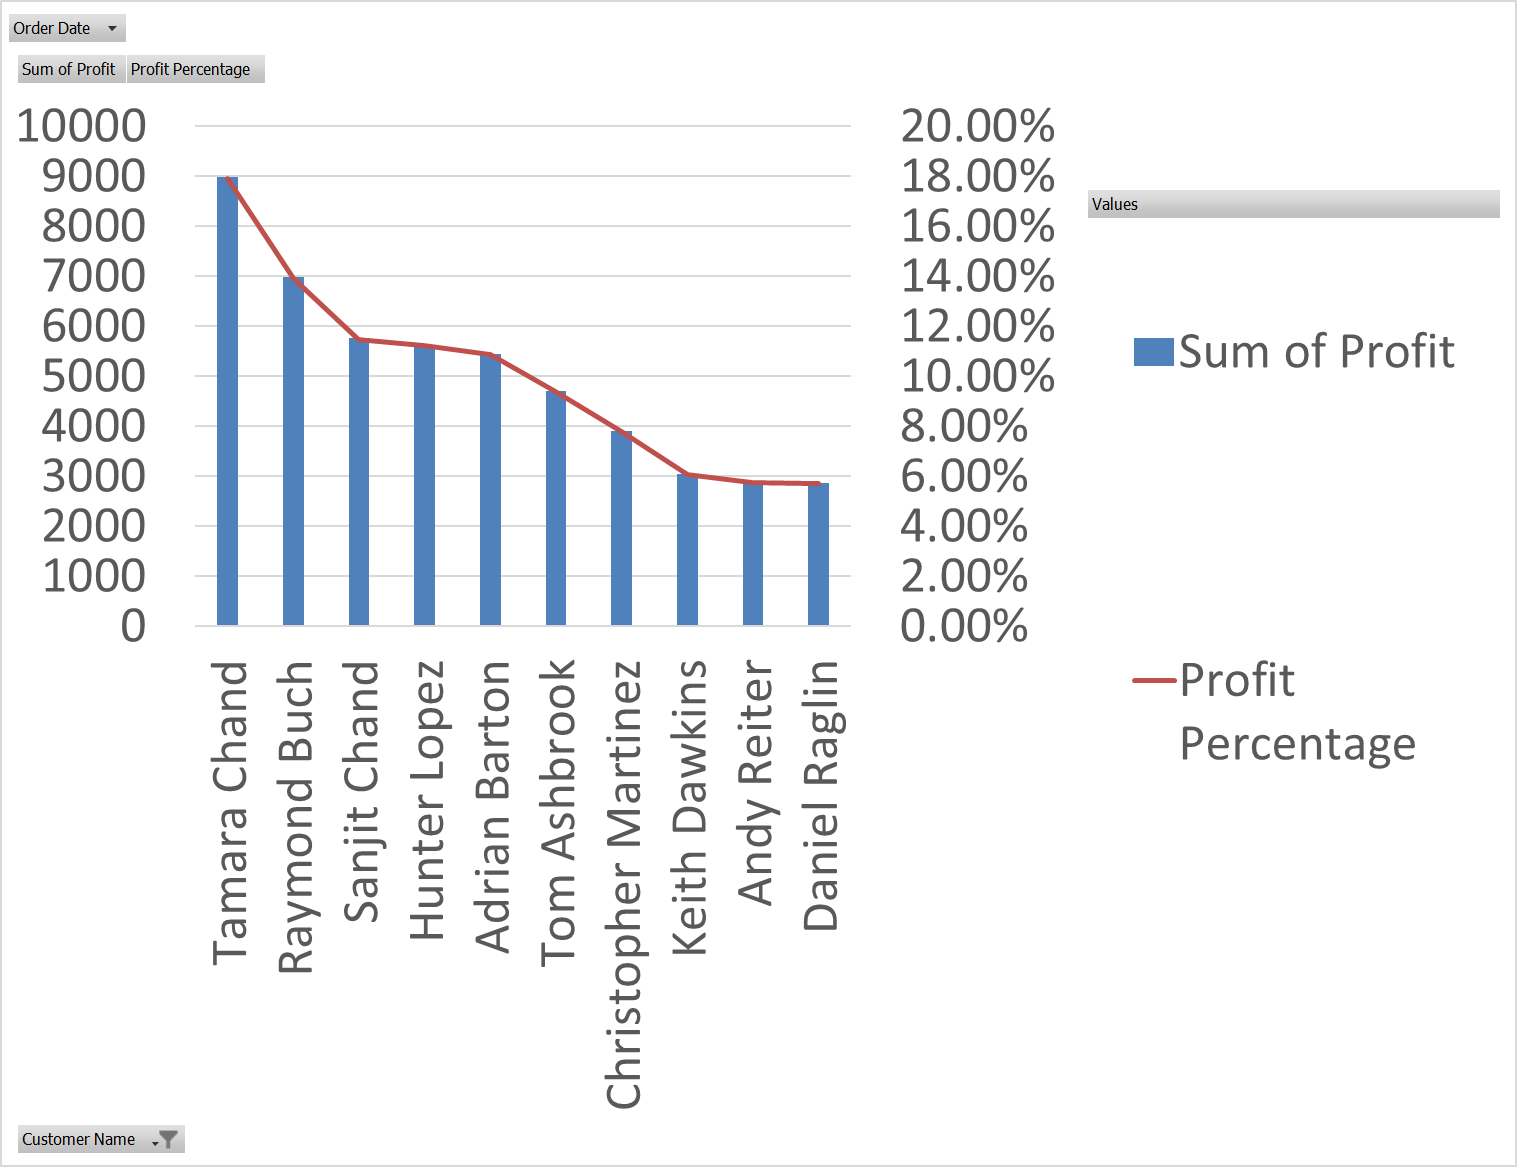 Order Date
Sum of Profit
Profit Percentage
10000
9000
8000
7000
6000
5000
4000
3000
2000
1000
0
20.00%
18.00%
16.00%
14.00%
12.00%
10.00%
8.00%
6.00%
4.00%
2.00%
0.00%
Tamara Chand
Raymond Buch
Sanjit Chand
Hunter Lopez
Adrian Barton
Tom Ashbrook
Christopher Martinez
Keith Dawkins
Andy Reiter
Daniel Raglin
Values
Sum of Profit
Profit
Percentage
Customer Name